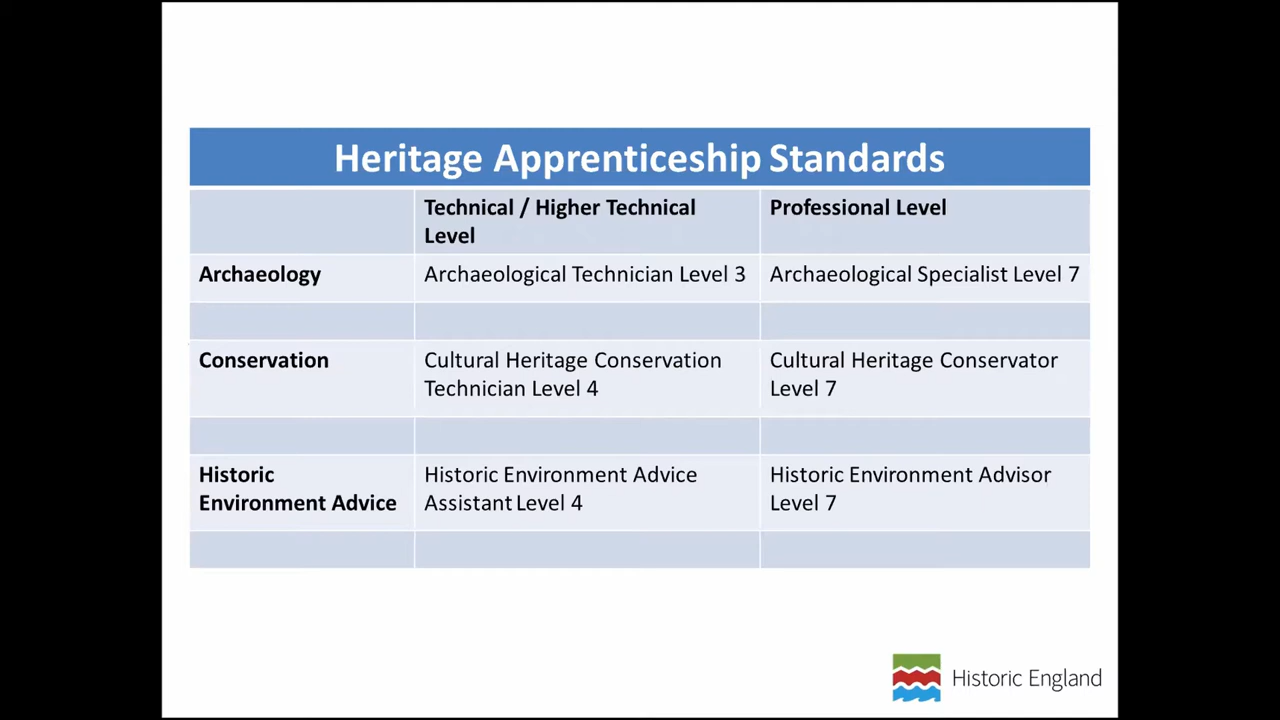 Heritage Apprenticeship Standards
Technical / Higher Technical
Level
Professional Level
Archaeology
Archaeological Technician Level 3
Archaeological Specialist Level 7
Conservation
Cultural Heritage Conservation
Technician Level 4
Cultural Heritage Conservator
Level 7
Historic
Environment Advice
Historic Environment Advice
Assistant Level 4
Historic Environment Advisor
Level 7
Historic England